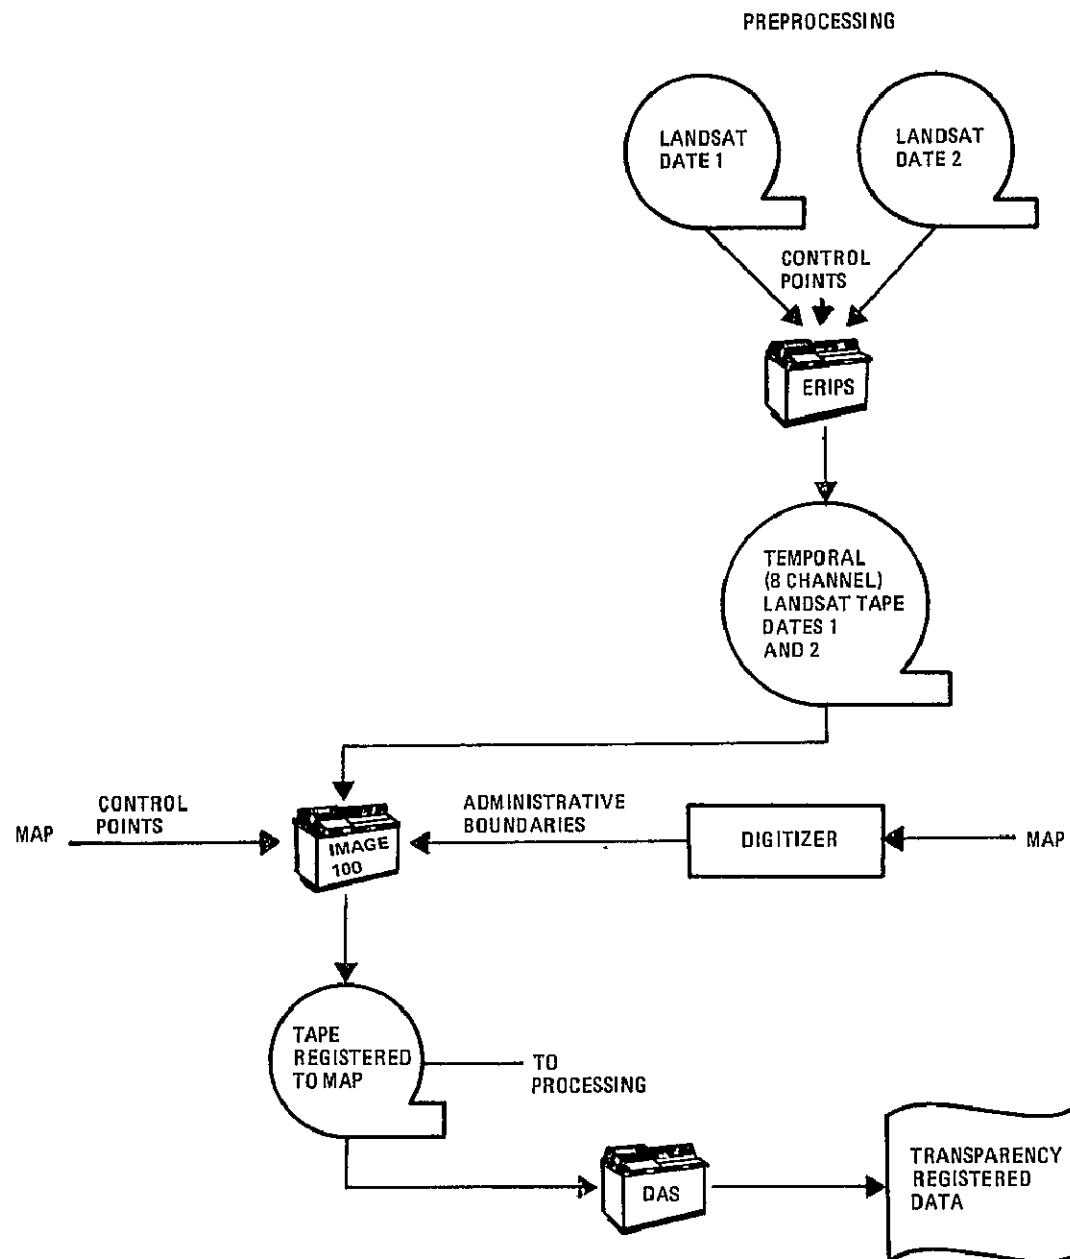 PREPROCESSING
LANDSAT
DATE 1
LANDSAT
DATE 2
CONTROL
POINTS
ERIPS
TEMPORAL
(8 CHANNEL)
LANDSAT TAPE
DATES 1
AND 2
MAP
CONTROL
POINTS
IMAGE
100
ADMINISTRATIVE
BOUNDARIES
DIGITIZER
MAP
TAPE
REGISTERED
TO MAP
TO
PROCESSING
DAS
TRANSPARENCY
REGISTERED
DATA